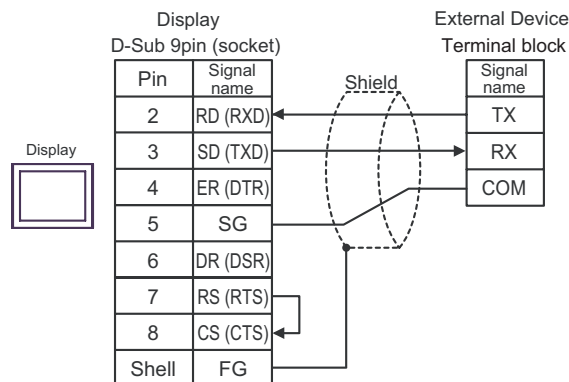 Display
D-Sub 9pin (socket)
External Device
Terminal block
Pin
Signal
name
Shield
Signal
name
2
RD (RXD)
TX
Display
3
SD (TXD)
RX
4
ER (DTR)
COM
5
SG
6
DR (DSR)
7
RS (RTS)
8
CS (CTS)
Shell
FG